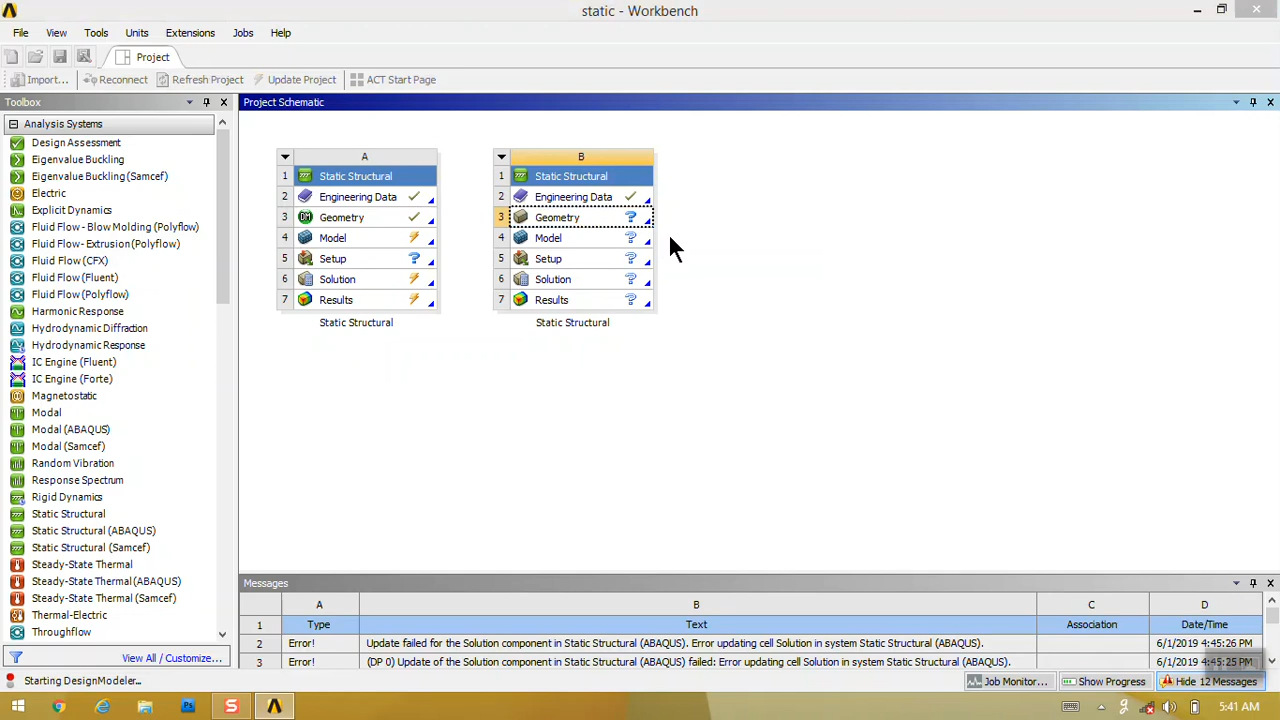 static - Workbench
File View Tools Units Extensions Jobs Help
Project
Import... Reconnect Refresh Project Update Project ACT Start Page
Toolbox
Project Schematic
Analysis Systems
Design Assessment
Eigenvalue Buckling
Eigenvalue Buckling (Samcef)
Electric
Explicit Dynamics
Fluid Flow - Blow Molding (Polyflow)
Fluid Flow - Extrusion (Polyflow)
Fluid Flow (CFX)
Fluid Flow (Fluent)
Fluid Flow (Polyflow)
Harmonic Response
Hydrodynamic Diffraction
Hydrodynamic Response
IC Engine (Fluent)
IC Engine (Forte)
Magnetostatic
Modal
Modal (ABAQUS)
Modal (Samcef)
Random Vibration
Response Spectrum
Rigid Dynamics
Static Structural
Static Structural (ABAQUS)
Static Structural (Samcef)
Steady-State Thermal
Steady-State Thermal (ABAQUS)
Steady-State Thermal (Samcef)
Thermal-Electric
Throughflow
View All / Customize...
A
1 Static Structural
2 Engineering Data
3 DM Geometry
4 Model
5 Setup ?
6 Solution
7 Results
Static Structural
B
1 Static Structural
2 Engineering Data
3 Geometry ?
4 Model ?
5 Setup ?
6 Solution ?
7 Results ?
Static Structural
Messages
A B C D
1 Type Text Association Date/Time
2 Error! Update failed for the Solution component in Static Structural (ABAQUS). Error updating cell Solution in system Static Structural (ABAQUS). 6/1/2019 4:45:26 PM
3 Error! (DP 0) Update of the Solution component in Static Structural (ABAQUS) failed: Error updating cell Solution in system Static Structural (ABAQUS). 6/1/2019 4:45:25 PM
Starting DesignModeler... Job Monitor... Show Progress Hide 12 Messages
5:41 AM